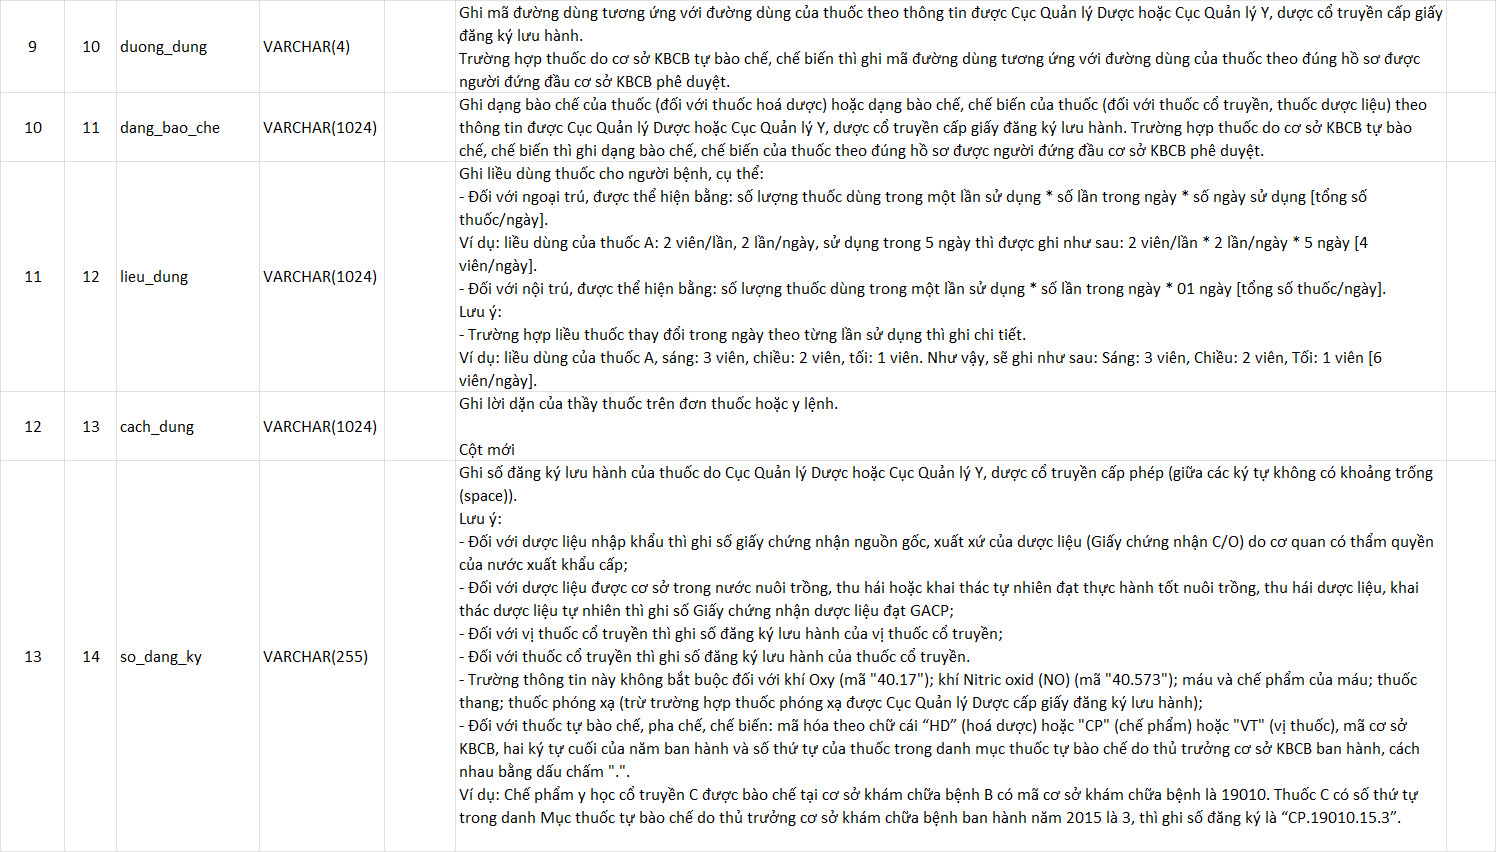 9 10 duong_dung VARCHAR(4)
Ghi mã đường dùng tương ứng với đường dùng của thuốc theo thông tin được Cục Quản lý Dược hoặc Cục Quản lý Y, dược cổ truyền cấp giấy
đăng ký lưu hành.
Trường hợp thuốc do cơ sở KBCB tự bào chế, chế biến thì ghi mã đường dùng tương ứng với đường dùng của thuốc theo đúng hồ sơ được
người đứng đầu cơ sở KBCB phê duyệt.
10 11 dang_bao_che VARCHAR(1024)
Ghi dạng bào chế của thuốc (đối với thuốc hoá dược) hoặc dạng bào chế, chế biến của thuốc (đối với thuốc cổ truyền, thuốc dược liệu) theo
thông tin được Cục Quản lý Dược hoặc Cục Quản lý Y, dược cổ truyền cấp giấy đăng ký lưu hành. Trường hợp thuốc do cơ sở KBCB tự bào
chế, chế biến thì ghi dạng bào chế, chế biến của thuốc theo đúng hồ sơ được người đứng đầu cơ sở KBCB phê duyệt.
11 12 lieu_dung VARCHAR(1024)
Ghi liều dùng thuốc cho người bệnh, cụ thể:
- Đối với ngoại trú, được thể hiện bằng: số lượng thuốc dùng trong một lần sử dụng * số lần trong ngày * số ngày sử dụng [tổng số
thuốc/ngày].
Ví dụ: liều dùng của thuốc A: 2 viên/lần, 2 lần/ngày, sử dụng trong 5 ngày thì được ghi như sau: 2 viên/lần * 2 lần/ngày * 5 ngày [4
viên/ngày].
- Đối với nội trú, được thể hiện bằng: số lượng thuốc dùng trong một lần sử dụng * số lần trong ngày * 01 ngày [tổng số thuốc/ngày].
Lưu ý:
- Trường hợp liều thuốc thay đổi trong ngày theo từng lần sử dụng thì ghi chi tiết.
Ví dụ: liều dùng của thuốc A, sáng: 3 viên, chiều: 2 viên, tối: 1 viên. Như vậy, sẽ ghi như sau: Sáng: 3 viên, Chiều: 2 viên, Tối: 1 viên [6
viên/ngày].
12 13 cach_dung VARCHAR(1024)
Ghi lời dặn của thầy thuốc trên đơn thuốc hoặc y lệnh.
Cột mới
13 14 so_dang_ky VARCHAR(255)
Ghi số đăng ký lưu hành của thuốc do Cục Quản lý Dược hoặc Cục Quản lý Y, dược cổ truyền cấp phép (giữa các ký tự không có khoảng trống
(space)).
Lưu ý:
- Đối với dược liệu nhập khẩu thì ghi số giấy chứng nhận nguồn gốc, xuất xứ của dược liệu (Giấy chứng nhận C/O) do cơ quan có thẩm quyền
của nước xuất khẩu cấp;
- Đối với dược liệu được cơ sở trong nước nuôi trồng, thu hái hoặc khai thác tự nhiên đạt thực hành tốt nuôi trồng, thu hái dược liệu, khai
thác dược liệu tự nhiên thì ghi số Giấy chứng nhận dược liệu đạt GACP;
- Đối với vị thuốc cổ truyền thì ghi số đăng ký lưu hành của vị thuốc cổ truyền;
- Đối với thuốc cổ truyền thì ghi số đăng ký lưu hành của thuốc cổ truyền.
- Trường thông tin này không bắt buộc đối với khí Oxy (mã "40.17"); khí Nitric oxid (NO) (mã "40.573"); máu và chế phẩm của máu; thuốc
thang; thuốc phóng xạ (trừ trường hợp thuốc phóng xạ được Cục Quản lý Dược cấp giấy đăng ký lưu hành);
- Đối với thuốc tự bào chế, pha chế, chế biến: mã hóa theo chữ cái “HD” (hoá dược) hoặc "CP" (chế phẩm) hoặc "VT" (vị thuốc), mã cơ sở
KBCB, hai ký tự cuối của năm ban hành và số thứ tự của thuốc trong danh mục thuốc tự bào chế do thủ trưởng cơ sở KBCB ban hành, cách
nhau bằng dấu chấm ".".
Ví dụ: Chế phẩm y học cổ truyền C được bào chế tại cơ sở khám chữa bệnh B có mã cơ sở khám chữa bệnh là 19010. Thuốc C có số thứ tự
trong danh Mục thuốc tự bào chế do thủ trưởng cơ sở khám chữa bệnh ban hành năm 2015 là 3, thì ghi số đăng ký là “CP.19010.15.3”.